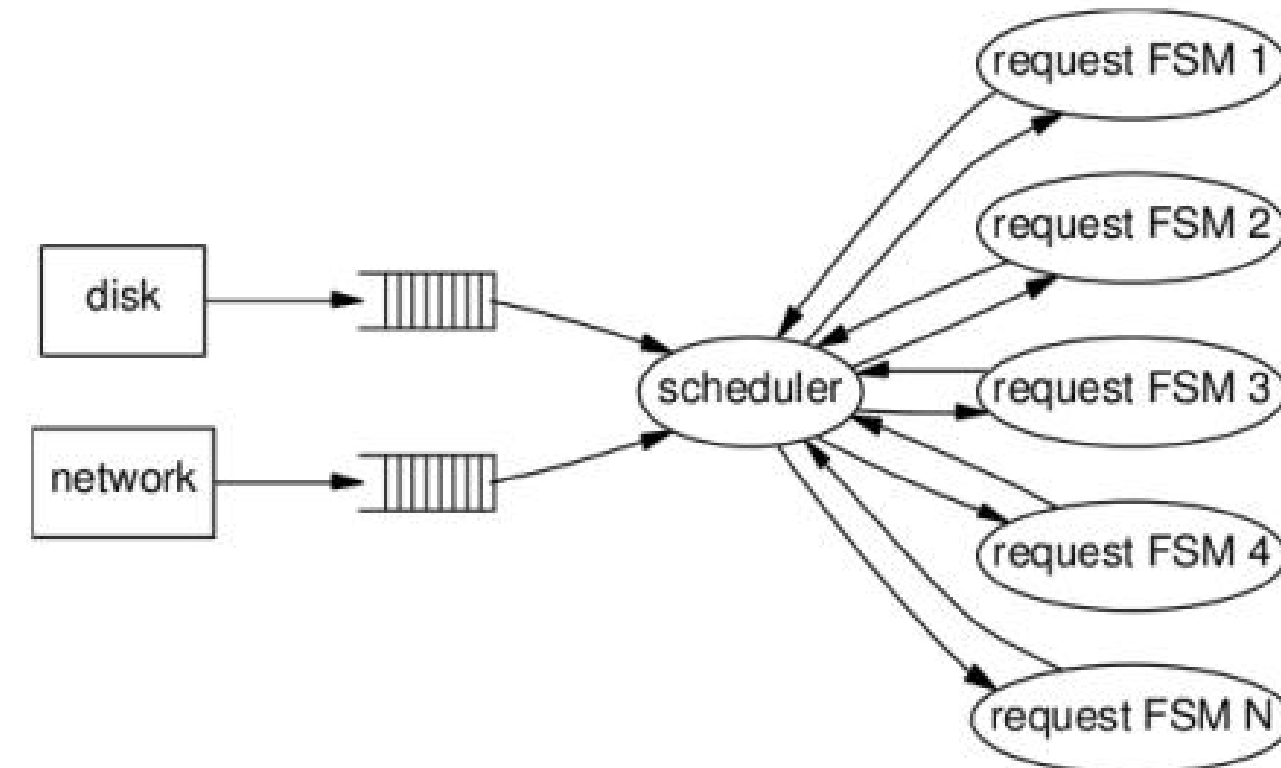 request FSM 1
request FSM 2
disk
scheduler
request FSM 3
network
request FSM 4
request FSM N